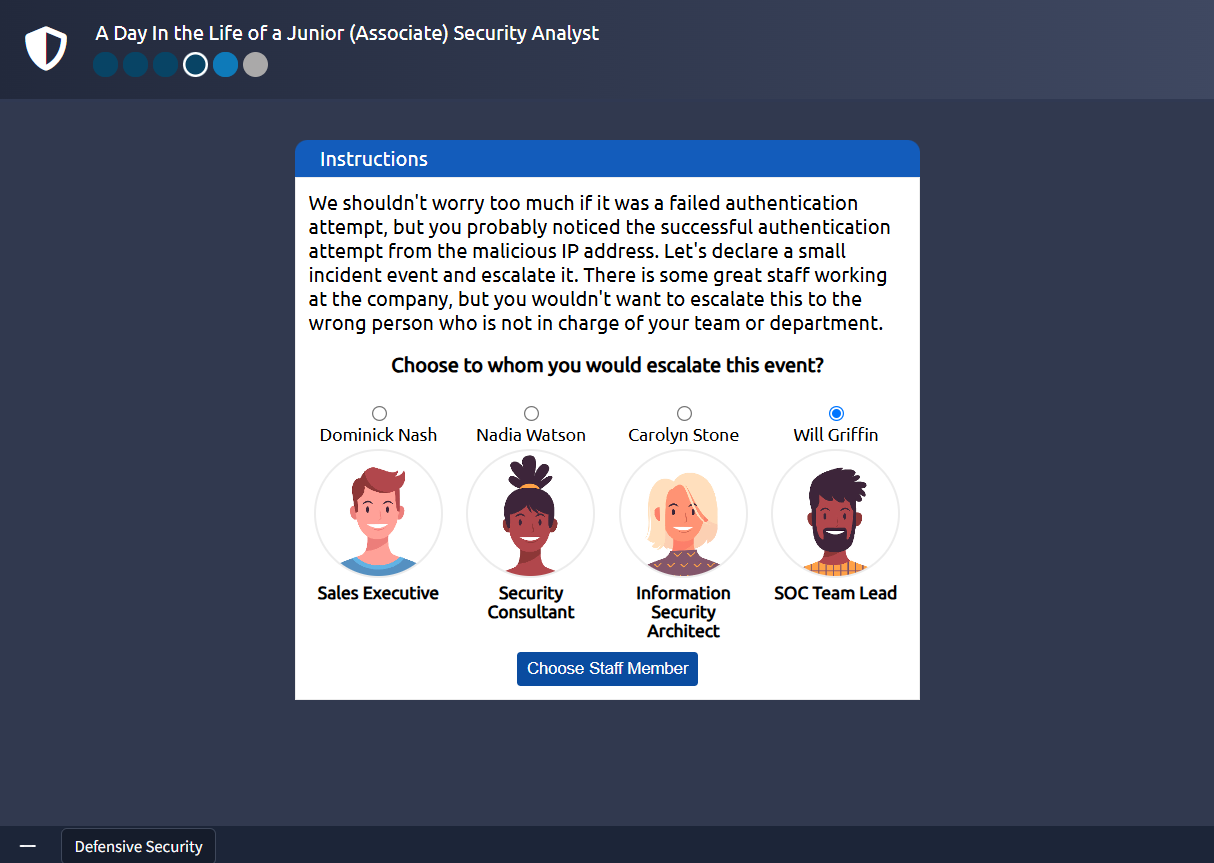 A Day In the Life of a Junior (Associate) Security Analyst
Instructions
We shouldn't worry too much if it was a failed authentication
attempt, but you probably noticed the successful authentication
attempt from the malicious IP address. Let's declare a small
incident event and escalate it. There is some great staff working
at the company, but you wouldn't want to escalate this to the
wrong person who is not in charge of your team or department.
Choose to whom you would escalate this event?
Dominick Nash
Nadia Watson
Carolyn Stone
Will Griffin
Sales Executive
Security
Consultant
Information
Security
Architect
SOC Team Lead
Choose Staff Member
Defensive Security